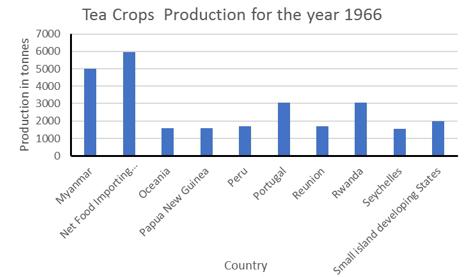 Tea Crops  Production for the year 1966
Production in tonnes
7000
6000
5000
4000
3000
2000
1000
0
Myanmar
Net Food Importing...
Oceania
Papua New Guinea
Peru
Portugal
Reunion
Rwanda
Seychelles
Small island developing States
Country